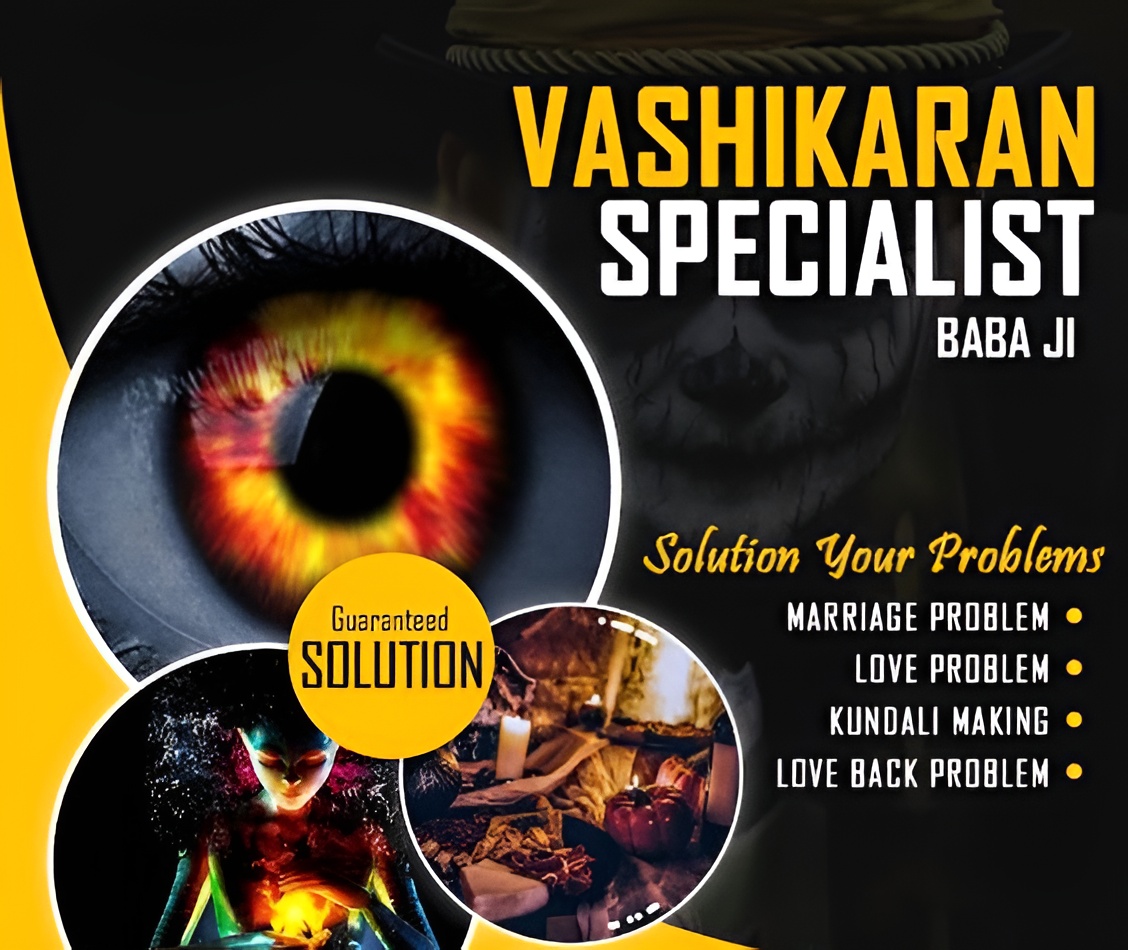 VASHIKARAN
SPECIALIST
BABA JI
Guaranteed
SOLUTION
Solution Your Problems
MARRIAGE PROBLEM
LOVE PROBLEM
KUNDALI MAKING
LOVE BACK PROBLEM